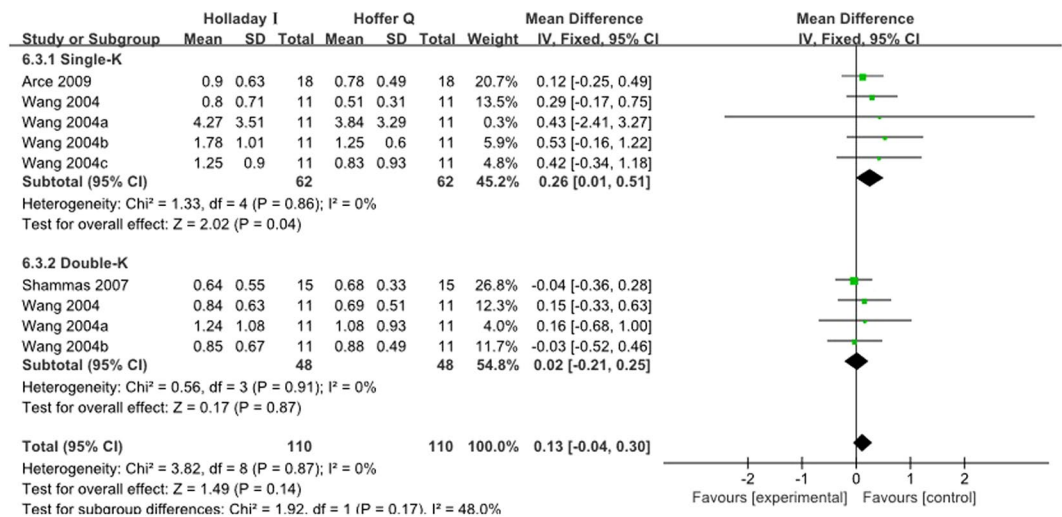 Holladay I Hoffer Q Mean Difference Mean Difference
Study or Subgroup Mean SD Total Mean SD Total Weight IV, Fixed, 95% CI IV, Fixed, 95% CI
6.3.1 Single-K
Arce 2009 0.9 0.63 18 0.78 0.49 18 20.7% 0.12 [-0.25, 0.49]
Wang 2004 0.8 0.71 11 0.51 0.31 11 13.5% 0.29 [-0.17, 0.75]
Wang 2004a 4.27 3.51 11 3.84 3.29 11 0.3% 0.43 [-2.41, 3.27]
Wang 2004b 1.78 1.01 11 1.25 0.6 11 5.9% 0.53 [-0.16, 1.22]
Wang 2004c 1.25 0.9 11 0.83 0.93 11 4.8% 0.42 [-0.34, 1.18]
Subtotal (95% CI) 62 62 45.2% 0.26 [0.01, 0.51]
Heterogeneity: Chi² = 1.33, df = 4 (P = 0.86); I² = 0%
Test for overall effect: Z = 2.02 (P = 0.04)
6.3.2 Double-K
Shammas 2007 0.64 0.55 15 0.68 0.33 15 26.8% -0.04 [-0.36, 0.28]
Wang 2004 0.84 0.63 11 0.69 0.51 11 12.3% 0.15 [-0.33, 0.63]
Wang 2004a 1.24 1.08 11 1.08 0.93 11 4.0% 0.16 [-0.68, 1.00]
Wang 2004b 0.85 0.67 11 0.88 0.49 11 11.7% -0.03 [-0.52, 0.46]
Subtotal (95% CI) 48 48 54.8% 0.02 [-0.21, 0.25]
Heterogeneity: Chi² = 0.56, df = 3 (P = 0.91); I² = 0%
Test for overall effect: Z = 0.17 (P = 0.87)
Total (95% CI) 110 110 100.0% 0.13 [-0.04, 0.30]
Heterogeneity: Chi² = 3.82, df = 8 (P = 0.87); I² = 0%
Test for overall effect: Z = 1.49 (P = 0.14)
Test for subgroup differences: Chi² = 1.92, df = 1 (P = 0.17), I² = 48.0%
-2 -1 0 1 2
Favours [experimental] Favours [control]